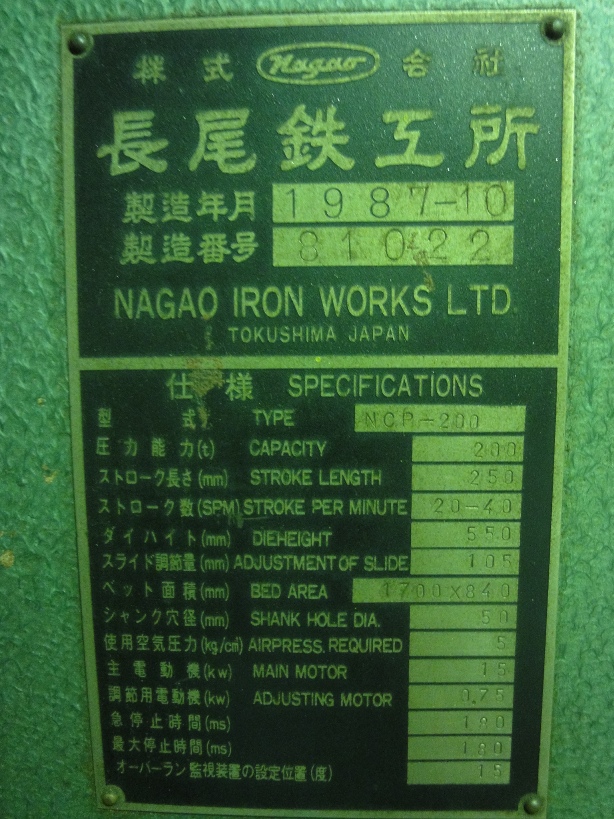 株式 Nagao 会社
長尾鉄工所
製造年月 1987-10
製造番号 81022
NAGAO IRON WORKS LTD.
TOKUSHIMA JAPAN
仕様 SPECIFICATIONS
型式 TYPE NCP-200
圧力能力(t) CAPACITY 200
ストローク長さ(mm) STROKE LENGTH 250
ストローク数(SPM) STROKE PER MINUTE 20-40
ダイハイト(mm) DIEHEIGHT 550
スライド調節量(mm) ADJUSTMENT OF SLIDE 105
ベット面積(mm) BED AREA 1700x840
シャンク穴径(mm) SHANK HOLE DIA. 50
使用空気圧力(kg/c㎡) AIRPRESS. REQUIRED 5
主電動機(kw) MAIN MOTOR 15
調節用電動機(kw) ADJUSTING MOTOR 0.75
急停止時間(ms) 180
最大停止時間(ms)
オーバーラン監視装置の設定位置(度) 15